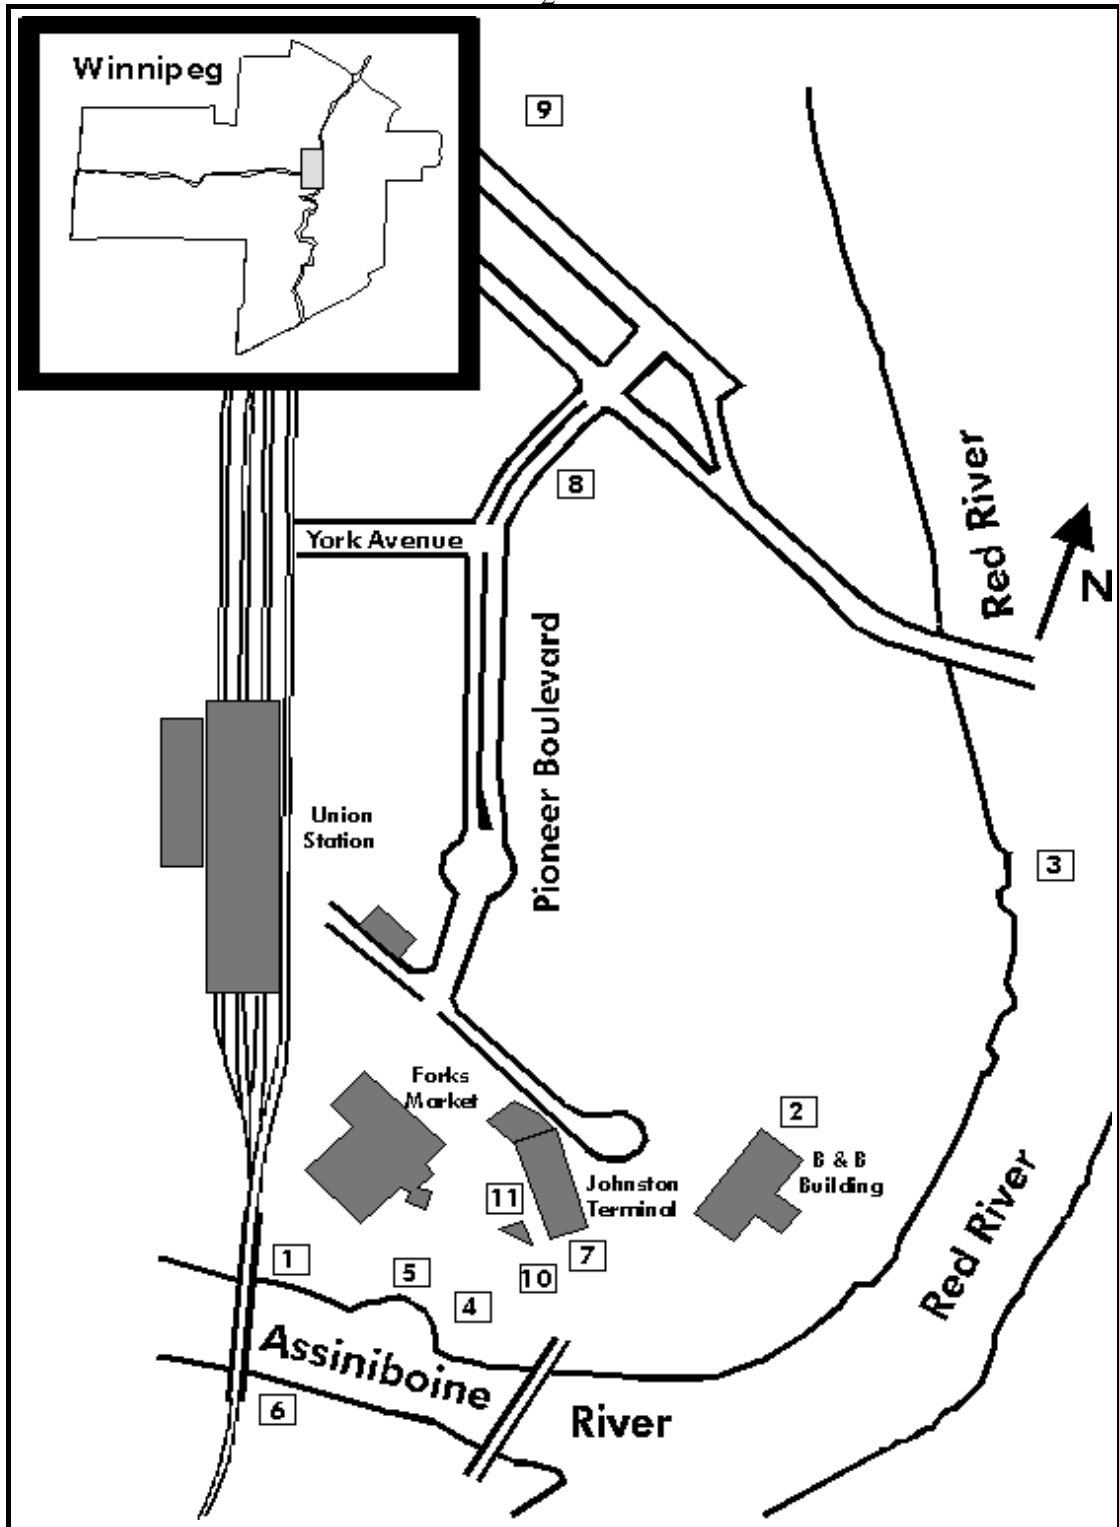 2
Winnipeg
9
Red River
8
York Avenue
N
Pioneer Boulevard
Union
Station
3
Forks
Market
2
B & B
Building
11
Johnston
Terminal
Red River
1
5
7
10
4
Assiniboine
River
6